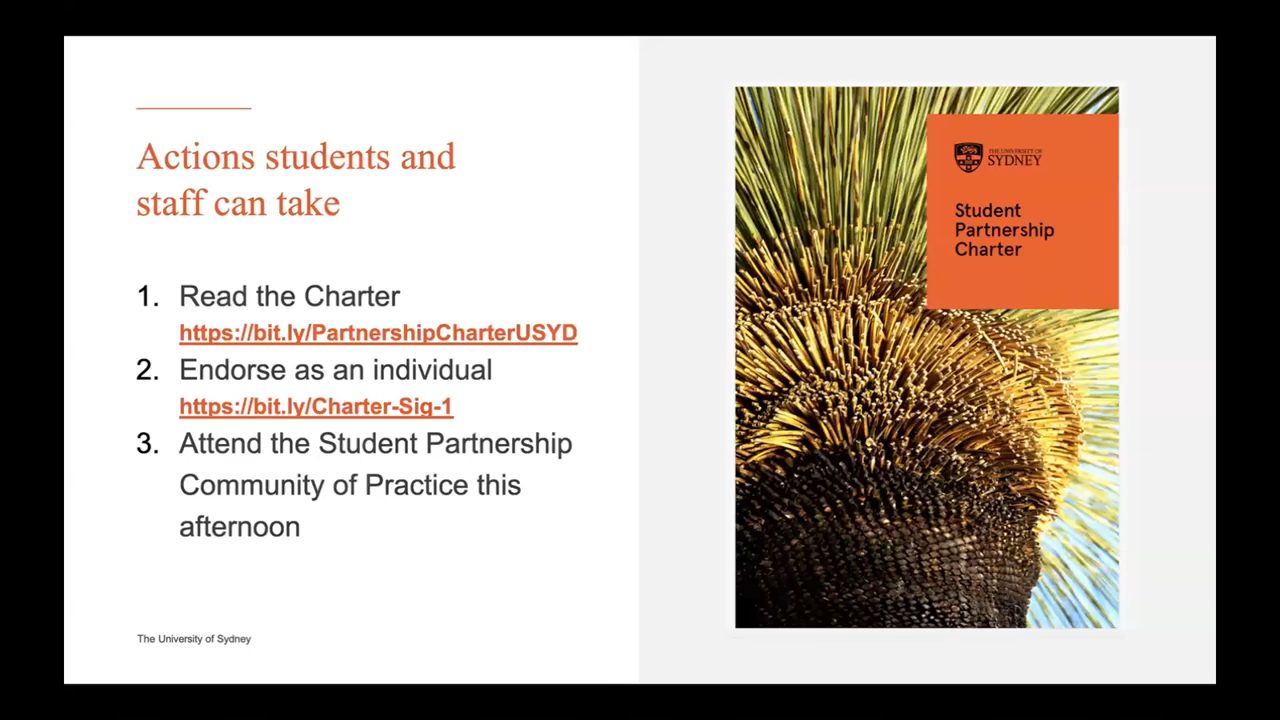 Actions students and
staff can take
1. Read the Charter
https://bit.ly/PartnershipCharterUSYD
2. Endorse as an individual
https://bit.ly/Charter-Sig-1
3. Attend the Student Partnership
Community of Practice this
afternoon
The University of Sydney
THE UNIVERSITY OF
SYDNEY
Student
Partnership
Charter